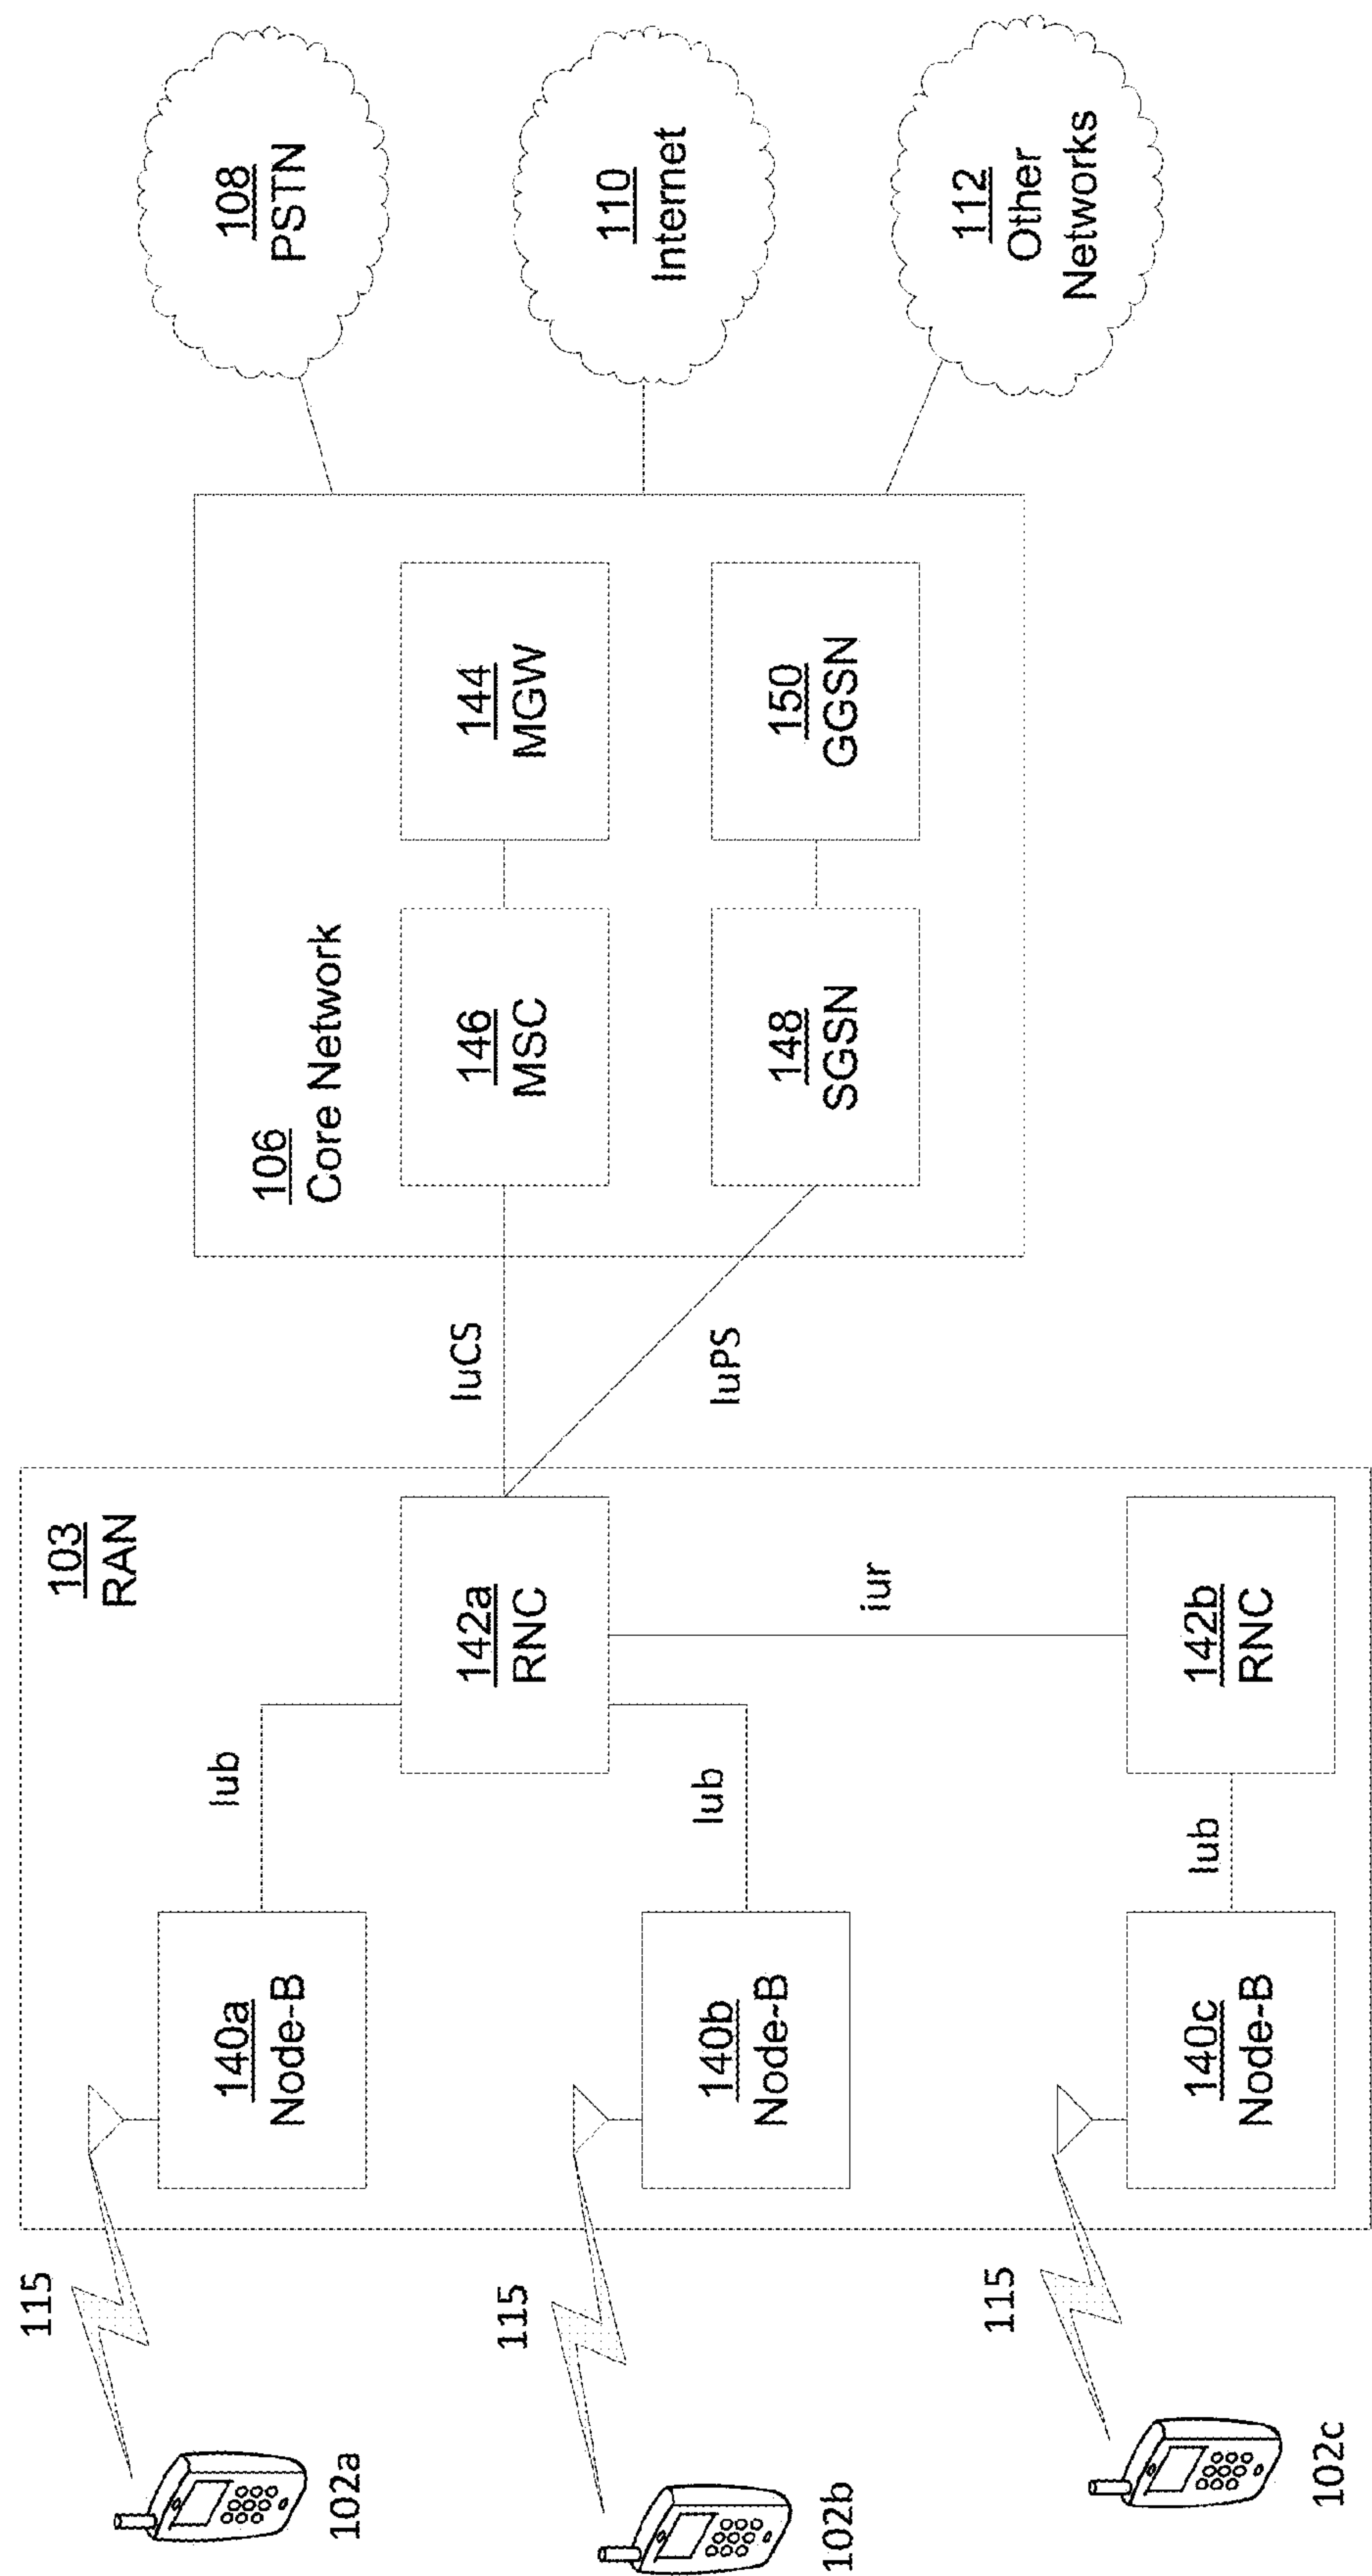 103
RAN
115
102a
140a
Node-B
Iub
142a
RNC
115
102b
140b
Node-B
Iub
iur
115
102c
140c
Node-B
Iub
142b
RNC
IuCS
IuPS
106
Core Network
146
MSC
144
MGW
148
SGSN
150
GGSN
108
PSTN
110
Internet
112
Other
Networks